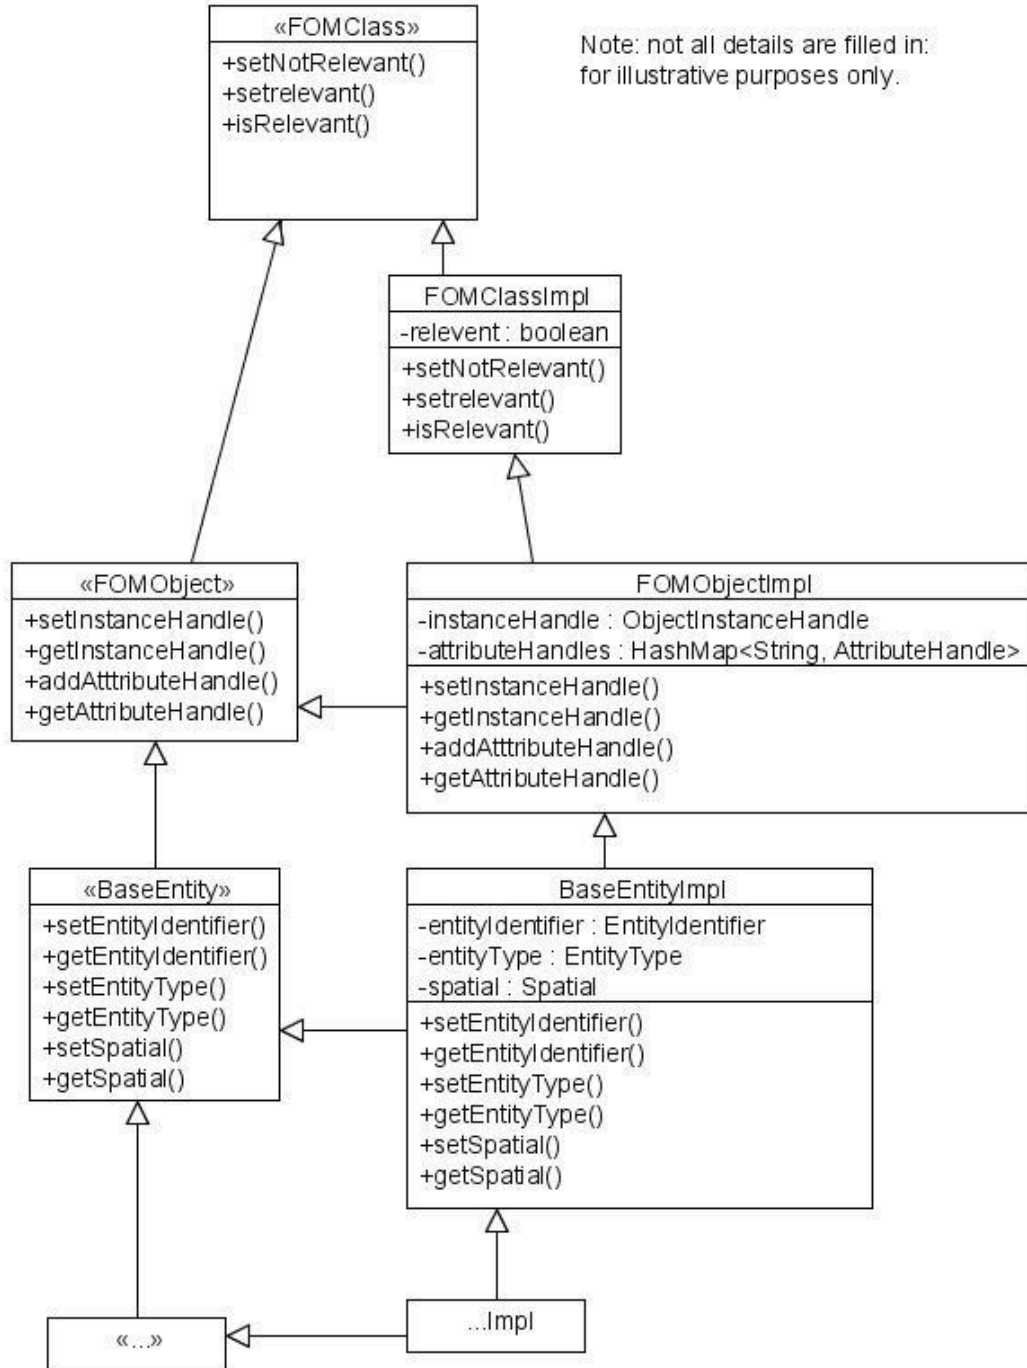 «FOMClass»
+setNotRelevant()
+setrelevant()
+isRelevant()
Note: not all details are filled in:
for illustrative purposes only.
FOMClassImpl
-relevent : boolean
+setNotRelevant()
+setrelevant()
+isRelevant()
«FOMObject»
+setInstanceHandle()
+getInstanceHandle()
+addAtttributeHandle()
+getAttributeHandle()
FOMObjectImpl
-instanceHandle : ObjectInstanceHandle
-attributeHandles : HashMap<String, AttributeHandle>
+setInstanceHandle()
+getInstanceHandle()
+addAtttributeHandle()
+getAttributeHandle()
«BaseEntity»
+setEntityIdentifier()
+getEntityIdentifier()
+setEntityType()
+getEntityType()
+setSpatial()
+getSpatial()
BaseEntityImpl
-entityIdentifier : EntityIdentifier
-entityType : EntityType
-spatial : Spatial
+setEntityIdentifier()
+getEntityIdentifier()
+setEntityType()
+getEntityType()
+setSpatial()
+getSpatial()
«...»
...Impl